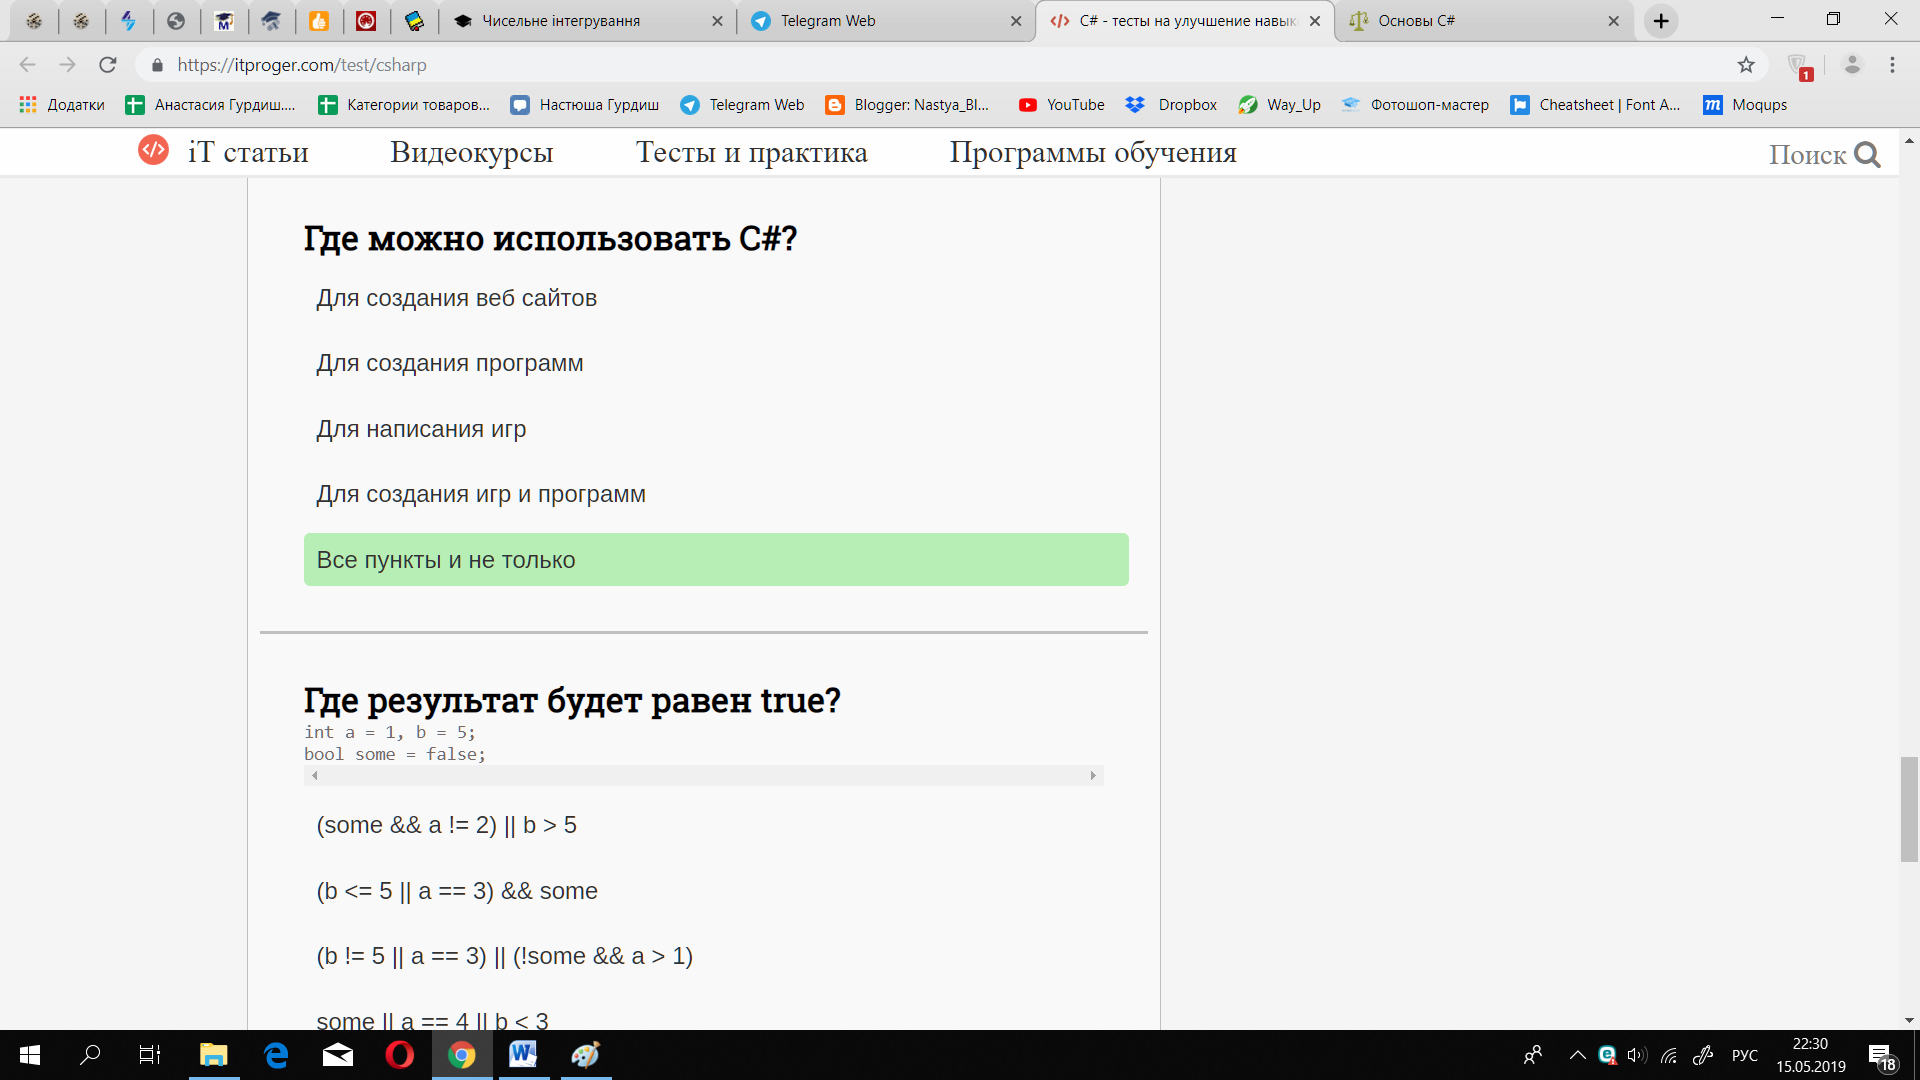 Чисельне інтегрування
Telegram Web
C# - тесты на улучшение навык
Основы C#
https://itproger.com/test/csharp
1
Додатки
Анастасия Гурдиш....
Категории товаров...
Настюша Гурдиш
Telegram Web
Blogger: Nastya_Bl...
YouTube
Dropbox
Way_Up
Фотошоп-мастер
Cheatsheet | Font A...
Moqups
iT статьи
Видеокурсы
Тесты и практика
Программы обучения
Поиск
Где можно использовать C#?
Для создания веб сайтов
Для создания программ
Для написания игр
Для создания игр и программ
Все пункты и не только
Где результат будет равен true?
int a = 1, b = 5;
bool some = false;
(some && a != 2) || b > 5
(b <= 5 || a == 3) && some
(b != 5 || a == 3) || (!some && a > 1)
some || a == 4 || b < 3
РУС
22:30
15.05.2019
18